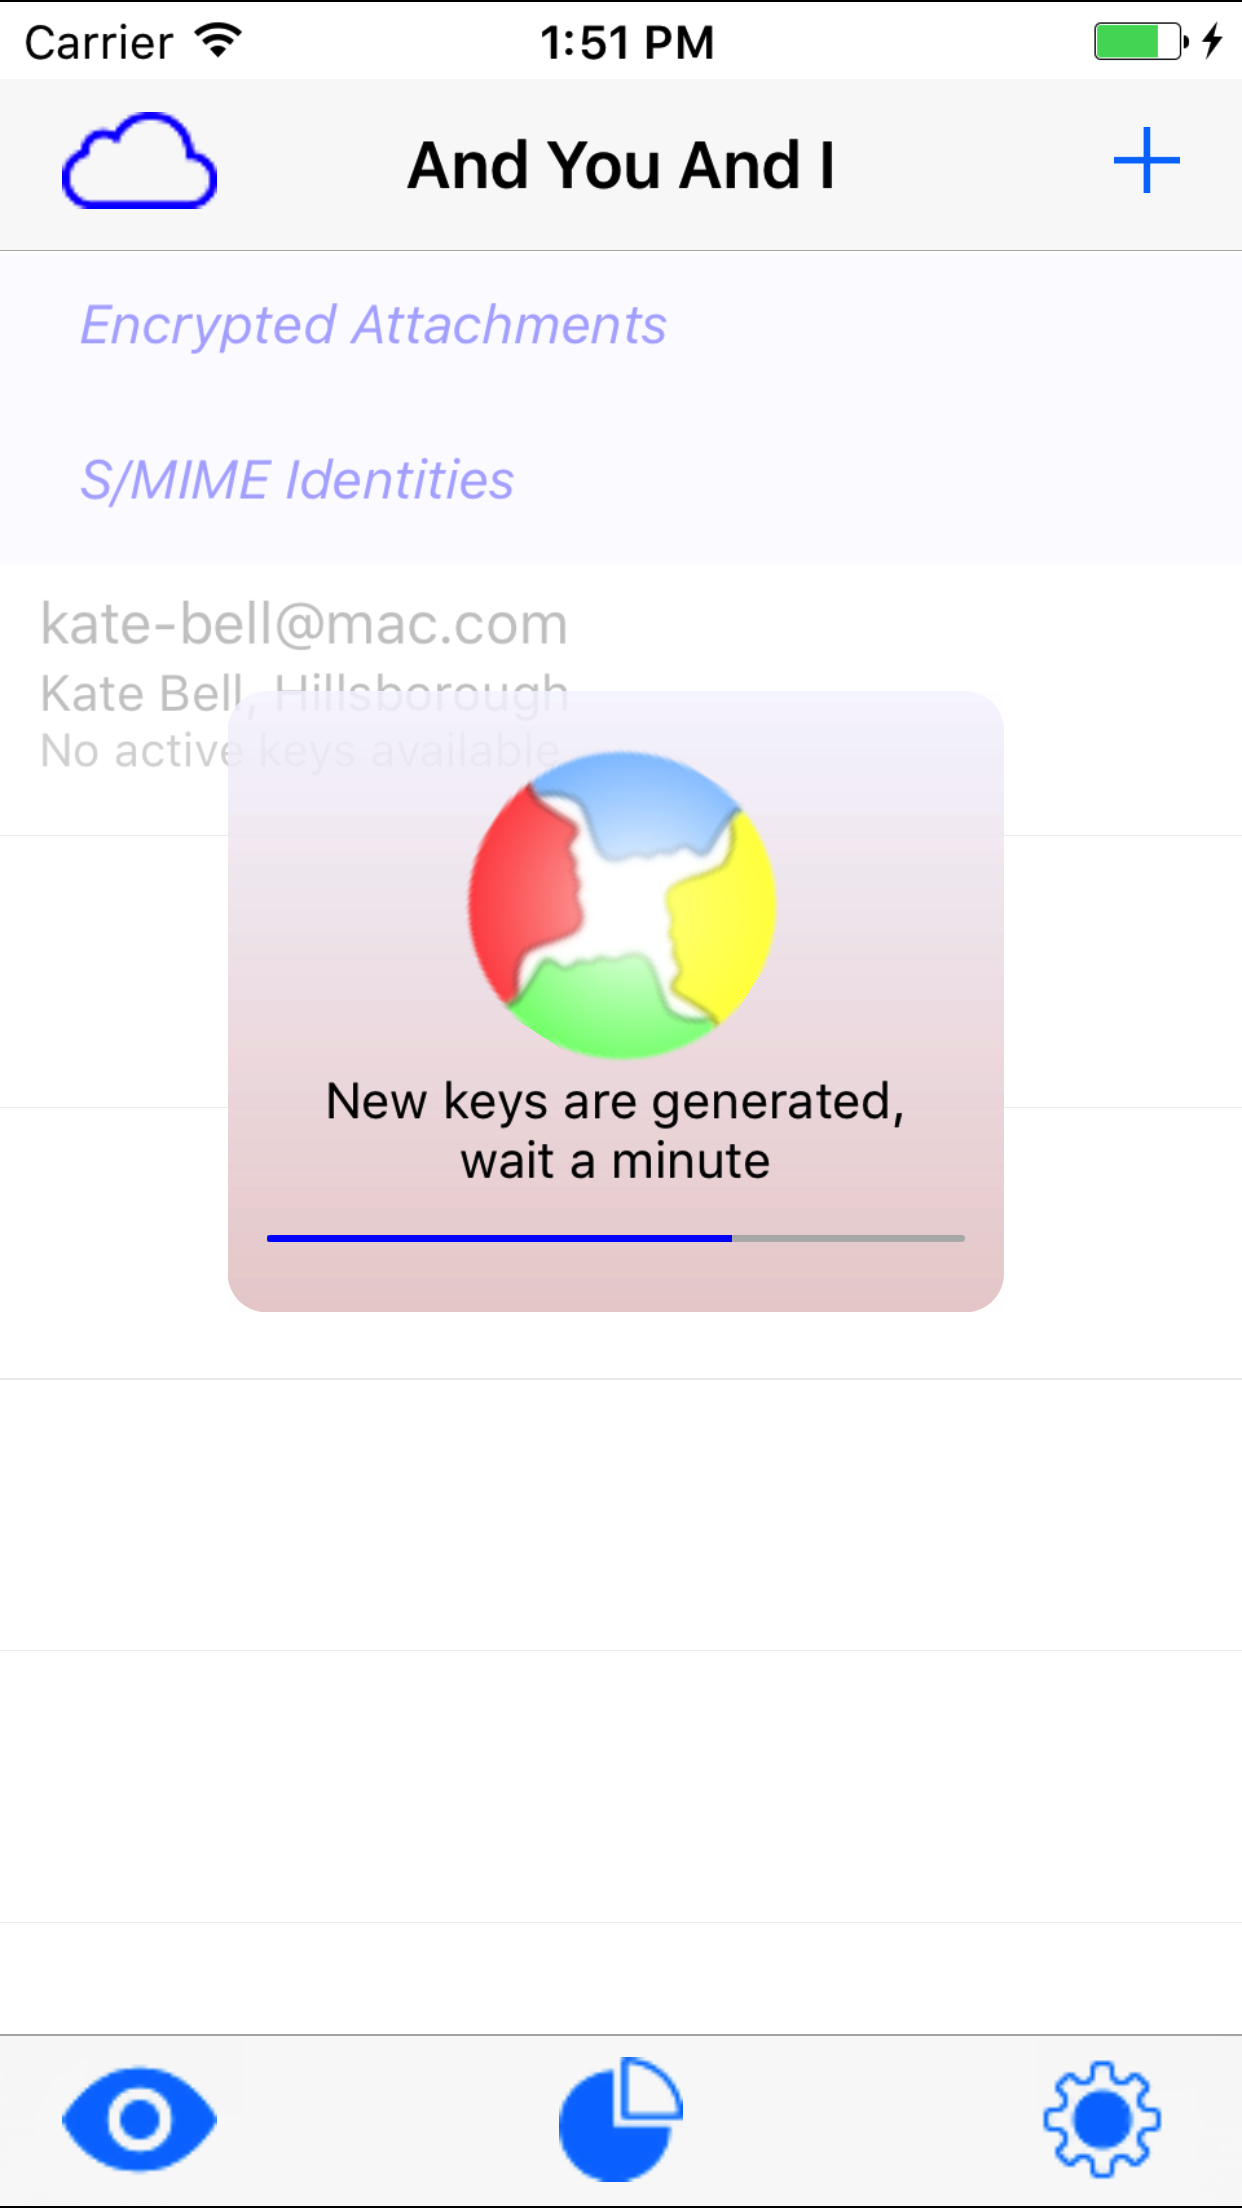 Carrier 1:51 PM
And You And I
Encrypted Attachments
S/MIME Identities
kate-bell@mac.com
Kate Bell, Hillsborough
No active keys available
New keys are generated,
wait a minute